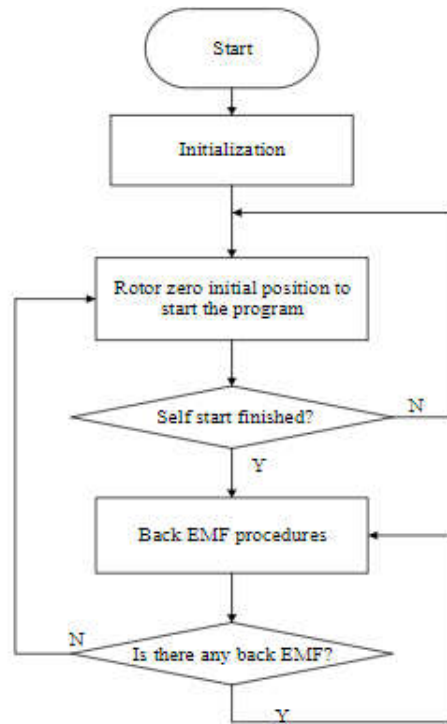 Start
Initialization
Rotor zero initial position to
start the program
Self start finished?
N
Y
Back EMF procedures
N
Is there any back EMF?
Y